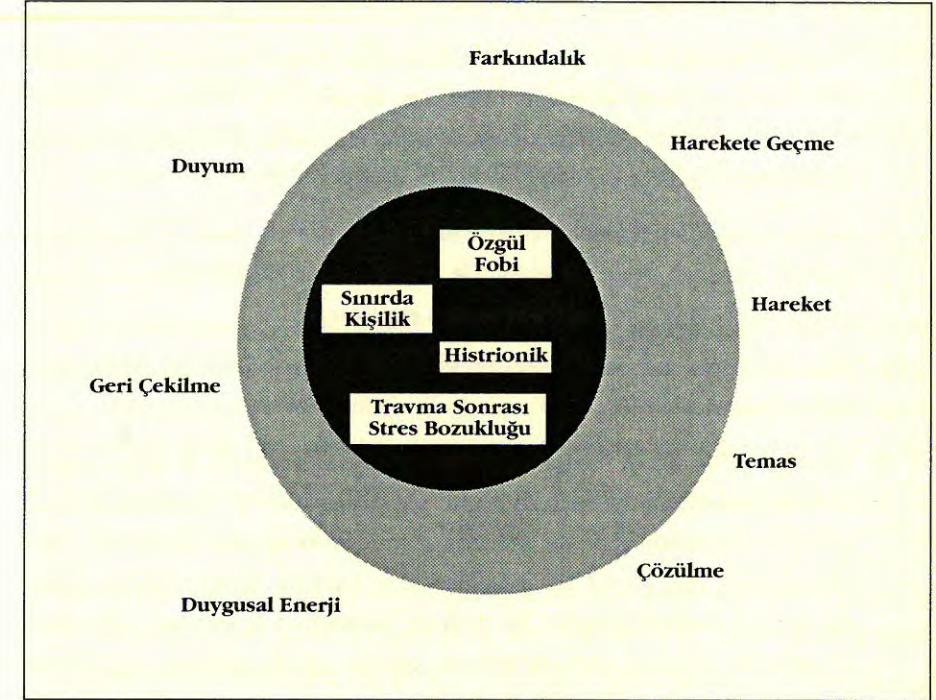 Farkındalık
Harekete Geçme
Duyum
Özgül
Fobi
Sınırda
Kişilik
Hareket
Histrionik
Geri Çekilme
Travma Sonrası
Stres Bozukluğu
Temas
Çözülme
Duygusal Enerji